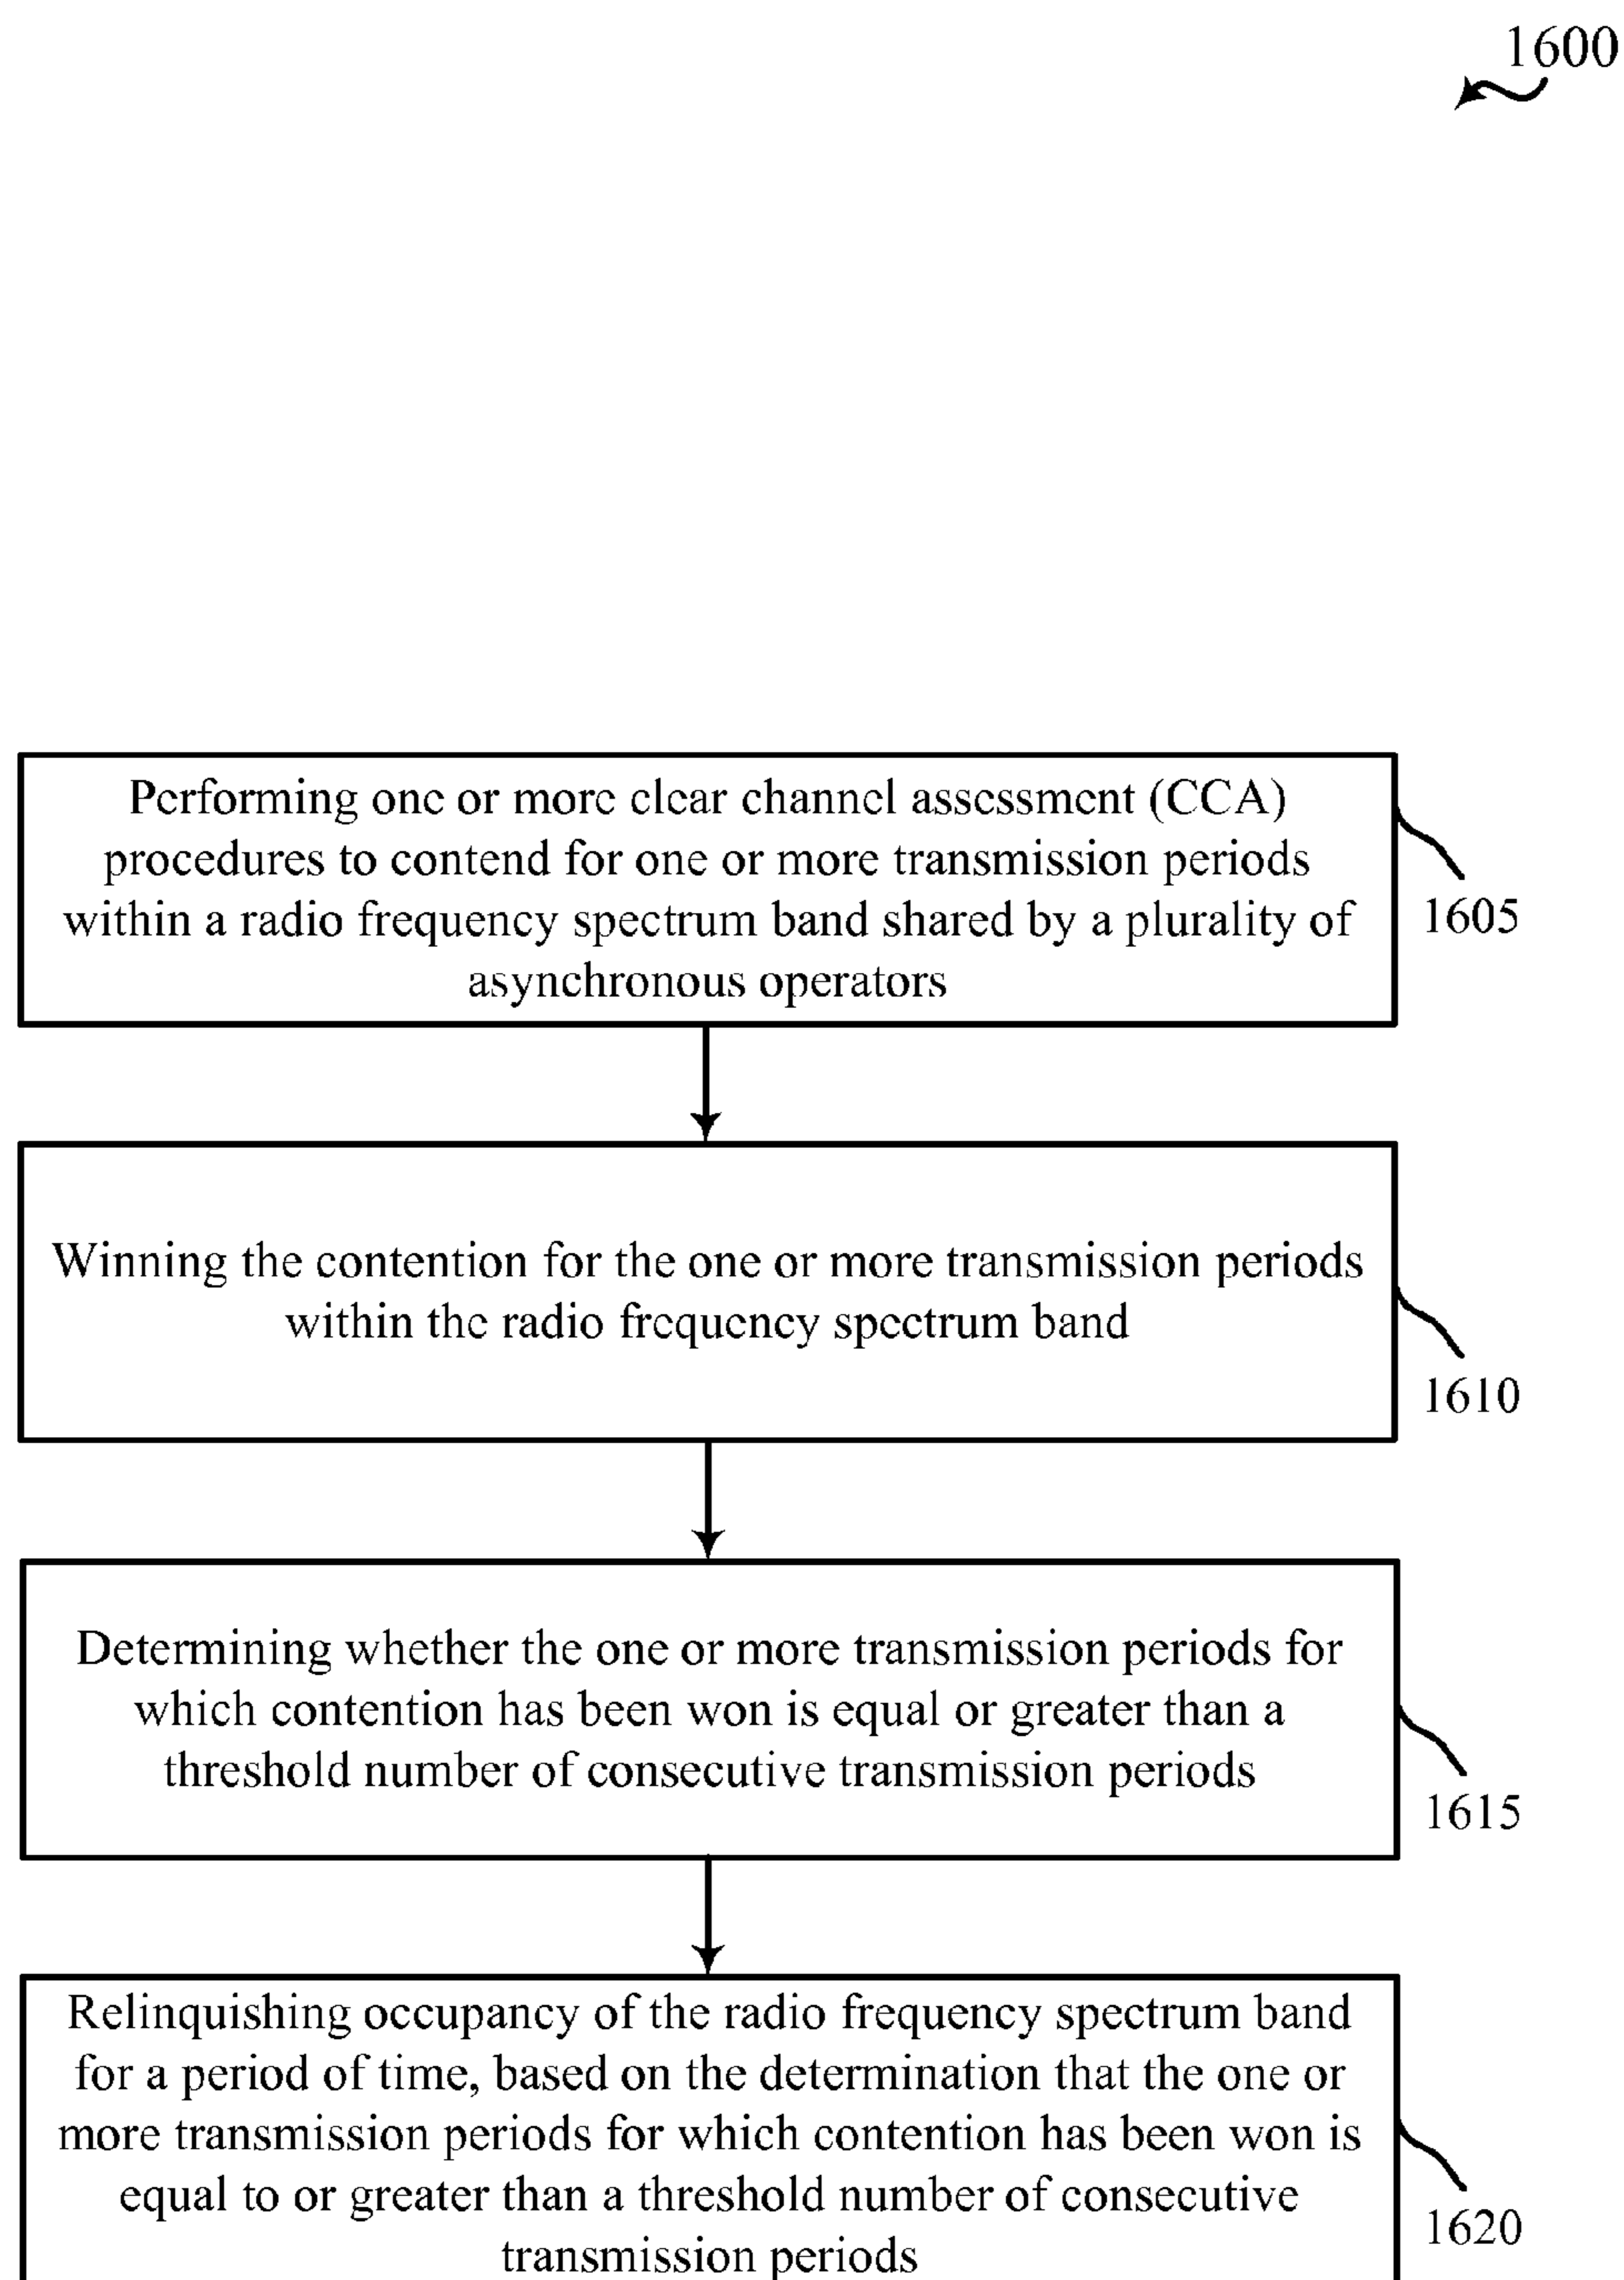 1600
Performing one or more clear channel assessment (CCA)
procedures to contend for one or more transmission periods
within a radio frequency spectrum band shared by a plurality of
asynchronous operators
1605
Winning the contention for the one or more transmission periods
within the radio frequency spectrum band
1610
Determining whether the one or more transmission periods for
which contention has been won is equal or greater than a
threshold number of consecutive transmission periods
1615
Relinquishing occupancy of the radio frequency spectrum band
for a period of time, based on the determination that the one or
more transmission periods for which contention has been won is
equal to or greater than a threshold number of consecutive
transmission periods
1620